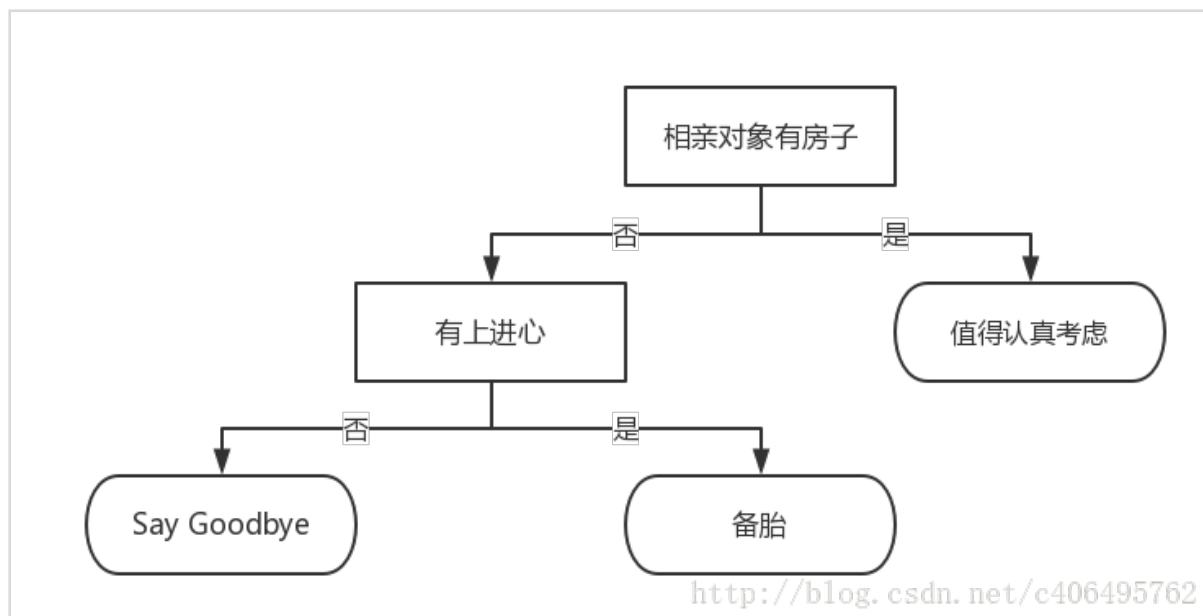 相亲对象有房子
否
是
有上进心
值得认真考虑
否
是
Say Goodbye
备胎
http://blog.csdn.net/c406495762